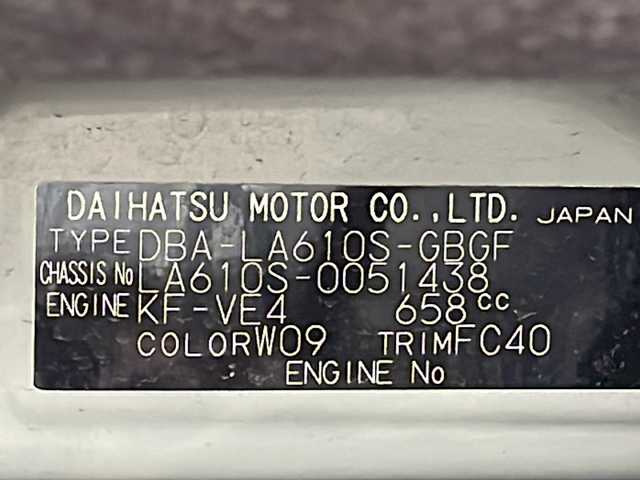 DAIHATSU MOTOR CO.,LTD. JAPAN
TYPE DBA-LA610S-GBGF
CHASSIS No LA610S-0051438
ENGINE KF-VE4 658cc
COLOR W09 TRIM FC40
ENGINE No